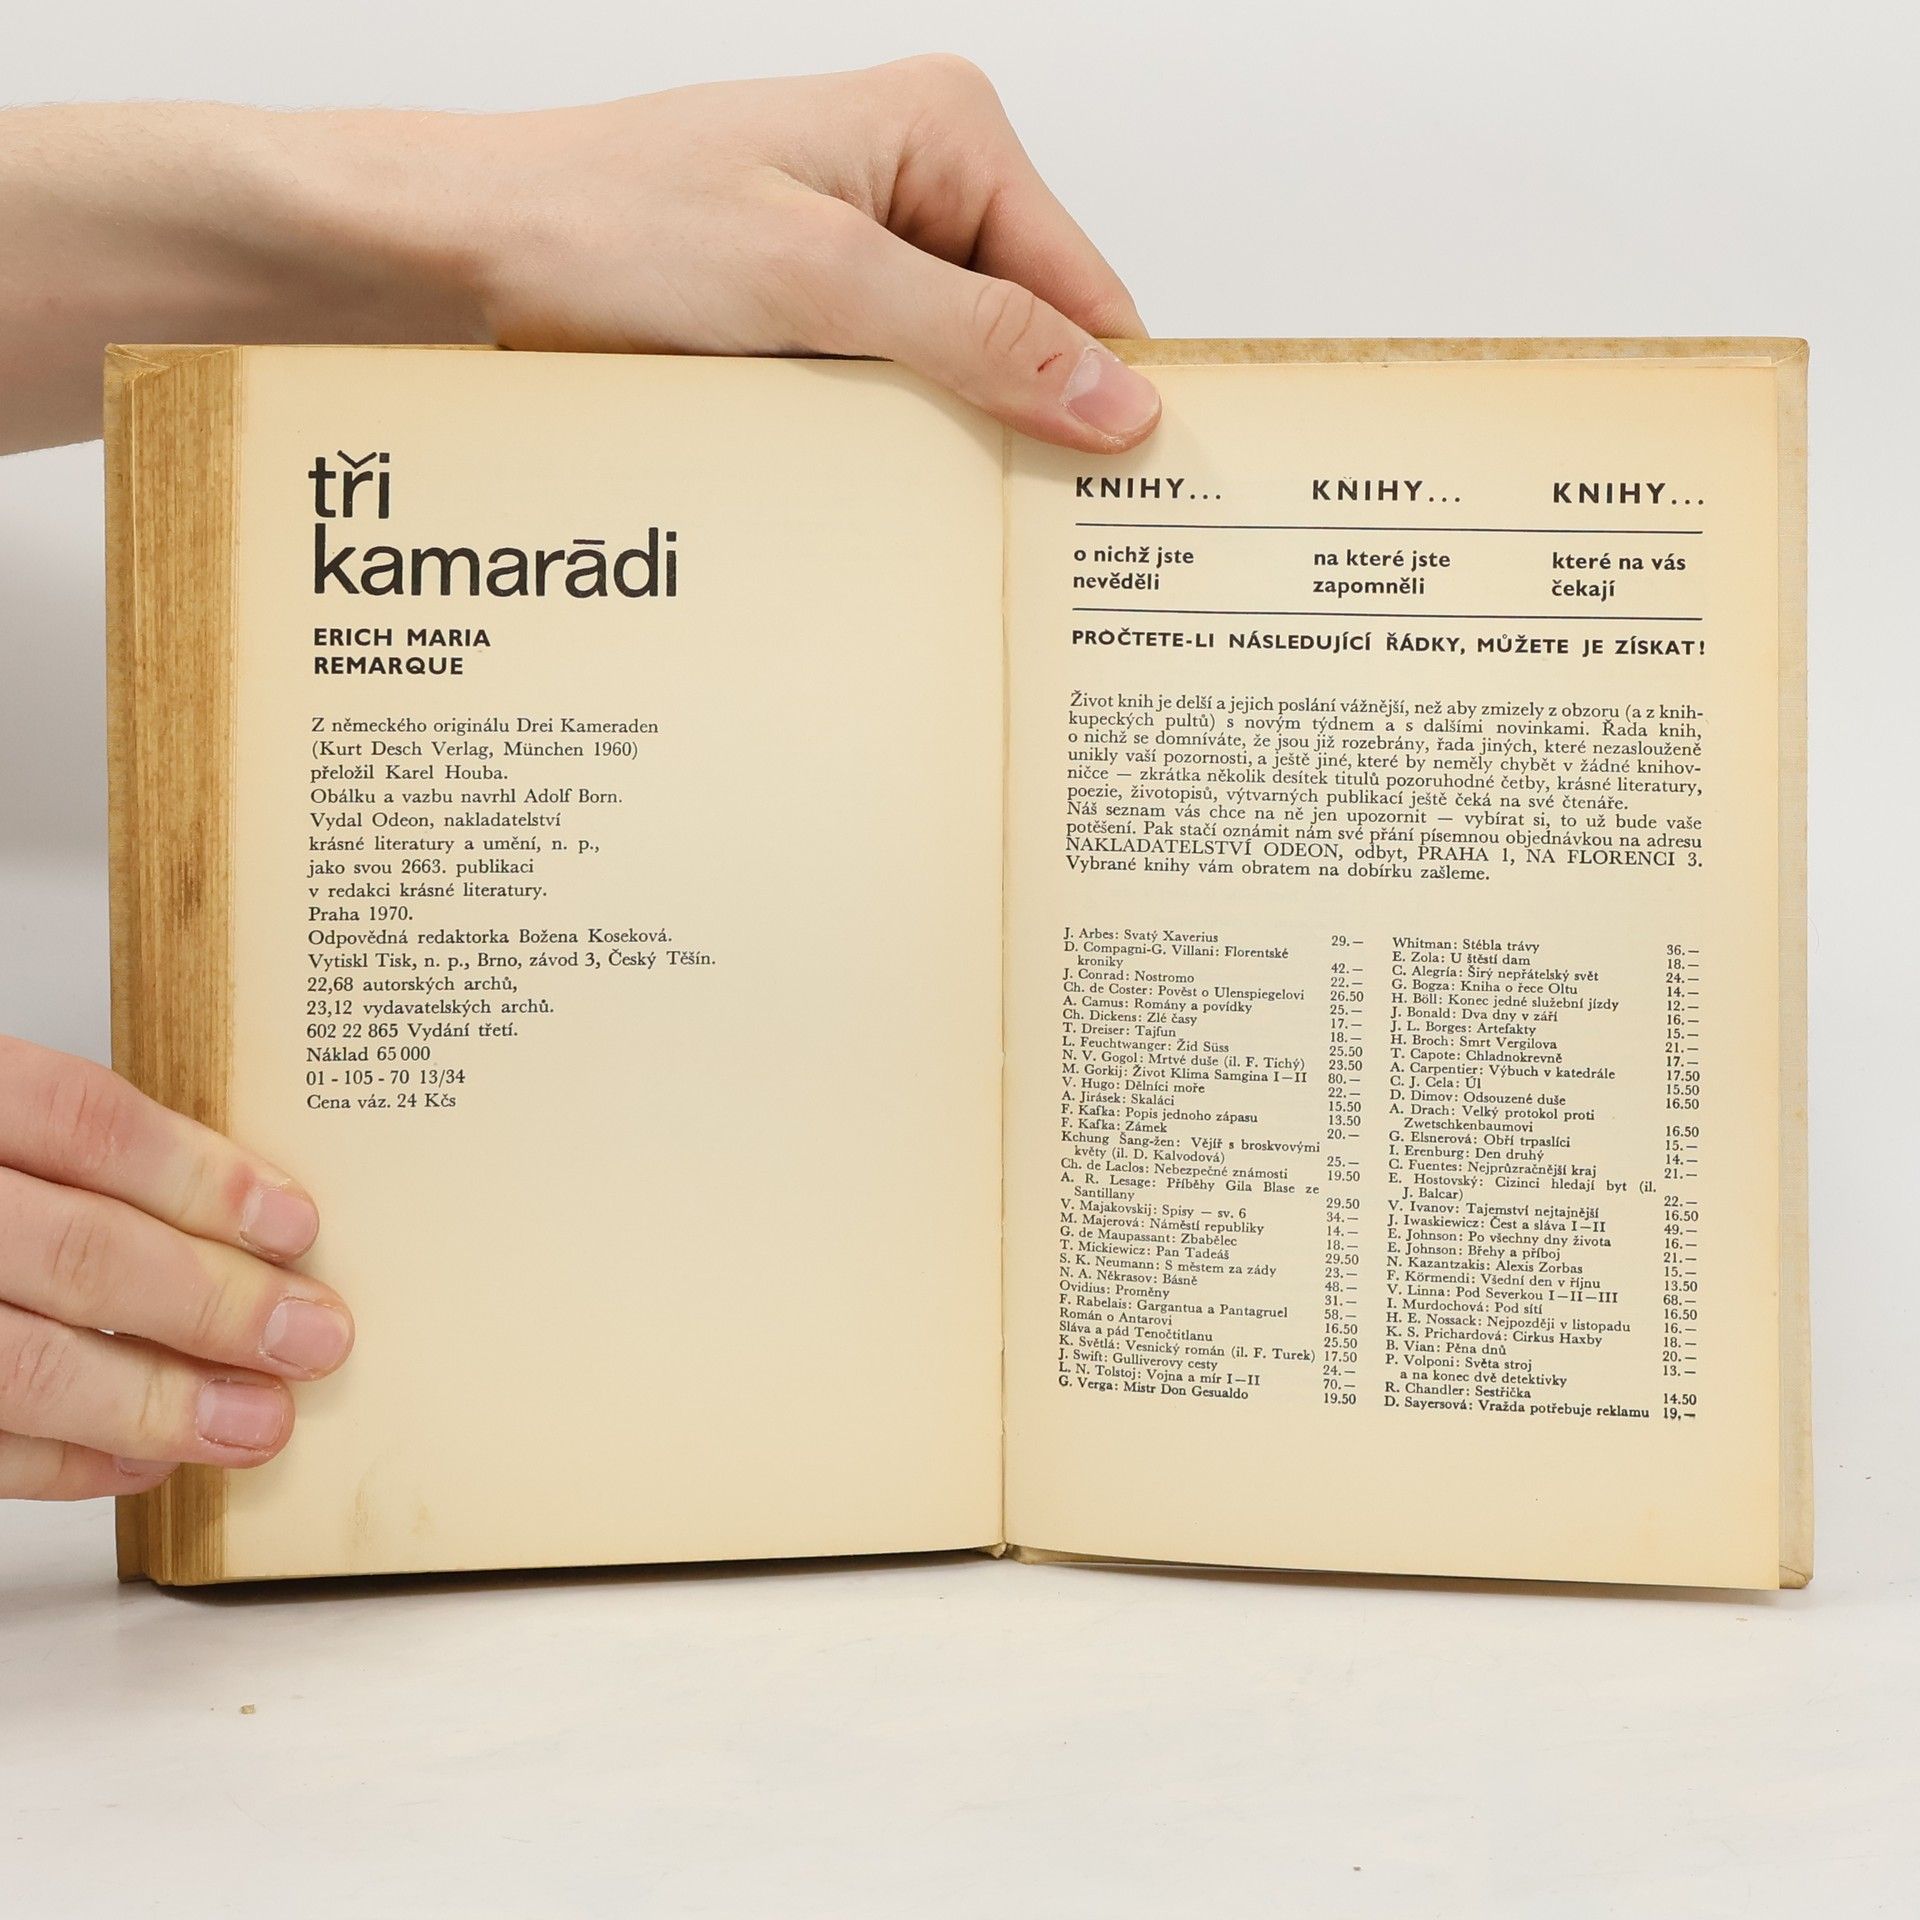 tři
kamarādi
ERICH MARIA
REMARQUE
Z německého originálu Drei Kameraden
(Kurt Desch Verlag, München 1960)
přeložil Karel Houba.
Obálku a vazbu navrhl Adolf Born.
Vydal Odeon, nakladatelství
krásné literatury a umění, n. p.,
jako svou 2663. publikaci
v redakci krásné literatury.
Praha 1970.
Odpovědná redaktorka Božena Koseková.
Vytiskl Tisk, n. p., Brno, závod 3, Český Těšín.
22,68 autorských archů,
23,12 vydavatelských archů.
602 22 865 Vydání třetí.
Náklad 65 000
01 - 105 - 70 13/34
Cena váz. 24 Kčs
KNIHY... KNIHY... KNIHY...
o nichž jste na které jste které na vás
nevěděli zapomněli čekají
PROČTETE-LI NÁSLEDUJÍCÍ ŘÁDKY, MŮŽETE JE ZÍSKAT!
Život knih je delší a jejich poslání vážnější, než aby zmizely z obzoru (a z knih-
kupeckých pultů) s novým týdnem a s dalšími novinkami. Řada knih,
o nichž se domníváte, že jsou již rozebrány, řada jiných, které nezaslouženě
unikly vaší pozornosti, a ještě jiné, které by neměly chybět v žádné knihov-
ničce — zkrátka několik desítek titulů pozoruhodné četby, krásné literatury,
poezie, životopisů, výtvarných publikací ještě čeká na své čtenáře.
Náš seznam vás chce na ně jen upozornit — vybírat si, to už bude vaše
potěšení. Pak stačí oznámit nám své přání písemnou objednávkou na adresu
NAKLADATELSTVÍ ODEON, odbyt, PRAHA 1, NA FLORENCI 3.
Vybrané knihy vám obratem na dobírku zašleme.
J. Arbes: Svatý Xaverius 29.—
D. Compagni-G. Villani: Florentské
kroniky 42.—
J. Conrad: Nostromo 22.—
Ch. de Coster: Pověst o Ulenspiegelovi 26.50
A. Camus: Romány a povídky 25.—
Ch. Dickens: Zlé časy 17.—
T. Dreiser: Tajfun 18.—
L. Feuchtwanger: Žid Süss 25.50
N. V. Gogol: Mrtvé duše (il. F. Tichý) 23.50
M. Gorkij: Život Klima Samgina I—II 80.—
V. Hugo: Dělníci moře 22.—
A. Jirásek: Skaláci 15.50
F. Kafka: Popis jednoho zápasu 13.50
F. Kafka: Zámek 20.—
Kchung Šang-žen: Vějíř s broskvovými
květy (il. D. Kalvodová) 25.—
Ch. de Laclos: Nebezpečné známosti 19.50
A. R. Lesage: Příběhy Gila Blase ze
Santillany 29.50
V. Majakovskij: Spisy — sv. 6 34.—
M. Majerová: Náměstí republiky 14.—
G. de Maupassant: Zbabělec 18.—
T. Mickiewicz: Pan Tadeáš 29.50
S. K. Neumann: S městem za zády 23.—
N. A. Někrasov: Básně 48.—
Ovidius: Proměny 31.—
F. Rabelais: Gargantua a Pantagruel 58.—
Román o Antarovi 16.50
Sláva a pád Tenočtitlanu 25.50
K. Světlá: Vesnický román (il. F. Turek) 17.50
J. Swift: Gulliverovy cesty 24.—
L. N. Tolstoj: Vojna a mír I—II 70.—
G. Verga: Mistr Don Gesualdo 19.50
Whitman: Stébla trávy 36.—
E. Zola: U štěstí dam 18.—
C. Alegría: Širý nepřátelský svět 24.—
G. Bogza: Kniha o řece Oltu 14.—
H. Böll: Konec jedné služební jízdy 12.—
J. Bonald: Dva dny v září 16.—
J. L. Borges: Artefakty 15.—
H. Broch: Smrt Vergilova 21.—
T. Capote: Chladnokrevně 17.—
A. Carpentier: Výbuch v katedrále 17.50
C. J. Cela: Úl 15.50
D. Dimov: Odsouzené duše 16.50
A. Drach: Velký protokol proti
Zwetschkenbaumovi 16.50
G. Elsnerová: Obří trpaslíci 15.—
I. Erenburg: Den druhý 14.—
C. Fuentes: Nejprůzračnější kraj 21.—
E. Hostovský: Cizinci hledají byt (il.
J. Balcar) 22.—
V. Ivanov: Tajemství nejtajnější 16.50
J. Iwaskiewicz: Čest a sláva I—II 49.—
E. Johnson: Po všechny dny života 16.—
E. Johnson: Břehy a příboj 21.—
N. Kazantzakis: Alexis Zorbas 15.—
F. Körmendi: Všední den v říjnu 13.50
V. Linna: Pod Severkou I—II—III 68.—
I. Murdochová: Pod sítí 16.50
H. E. Nossack: Nejpozději v listopadu 16.—
K. S. Prichardová: Cirkus Haxby 18.—
B. Vian: Pěna dnů 20.—
P. Volponi: Světa stroj 13.—
a na konec dvě detektivky
R. Chandler: Sestřička 14.50
D. Sayersová: Vražda potřebuje reklamu 19,—